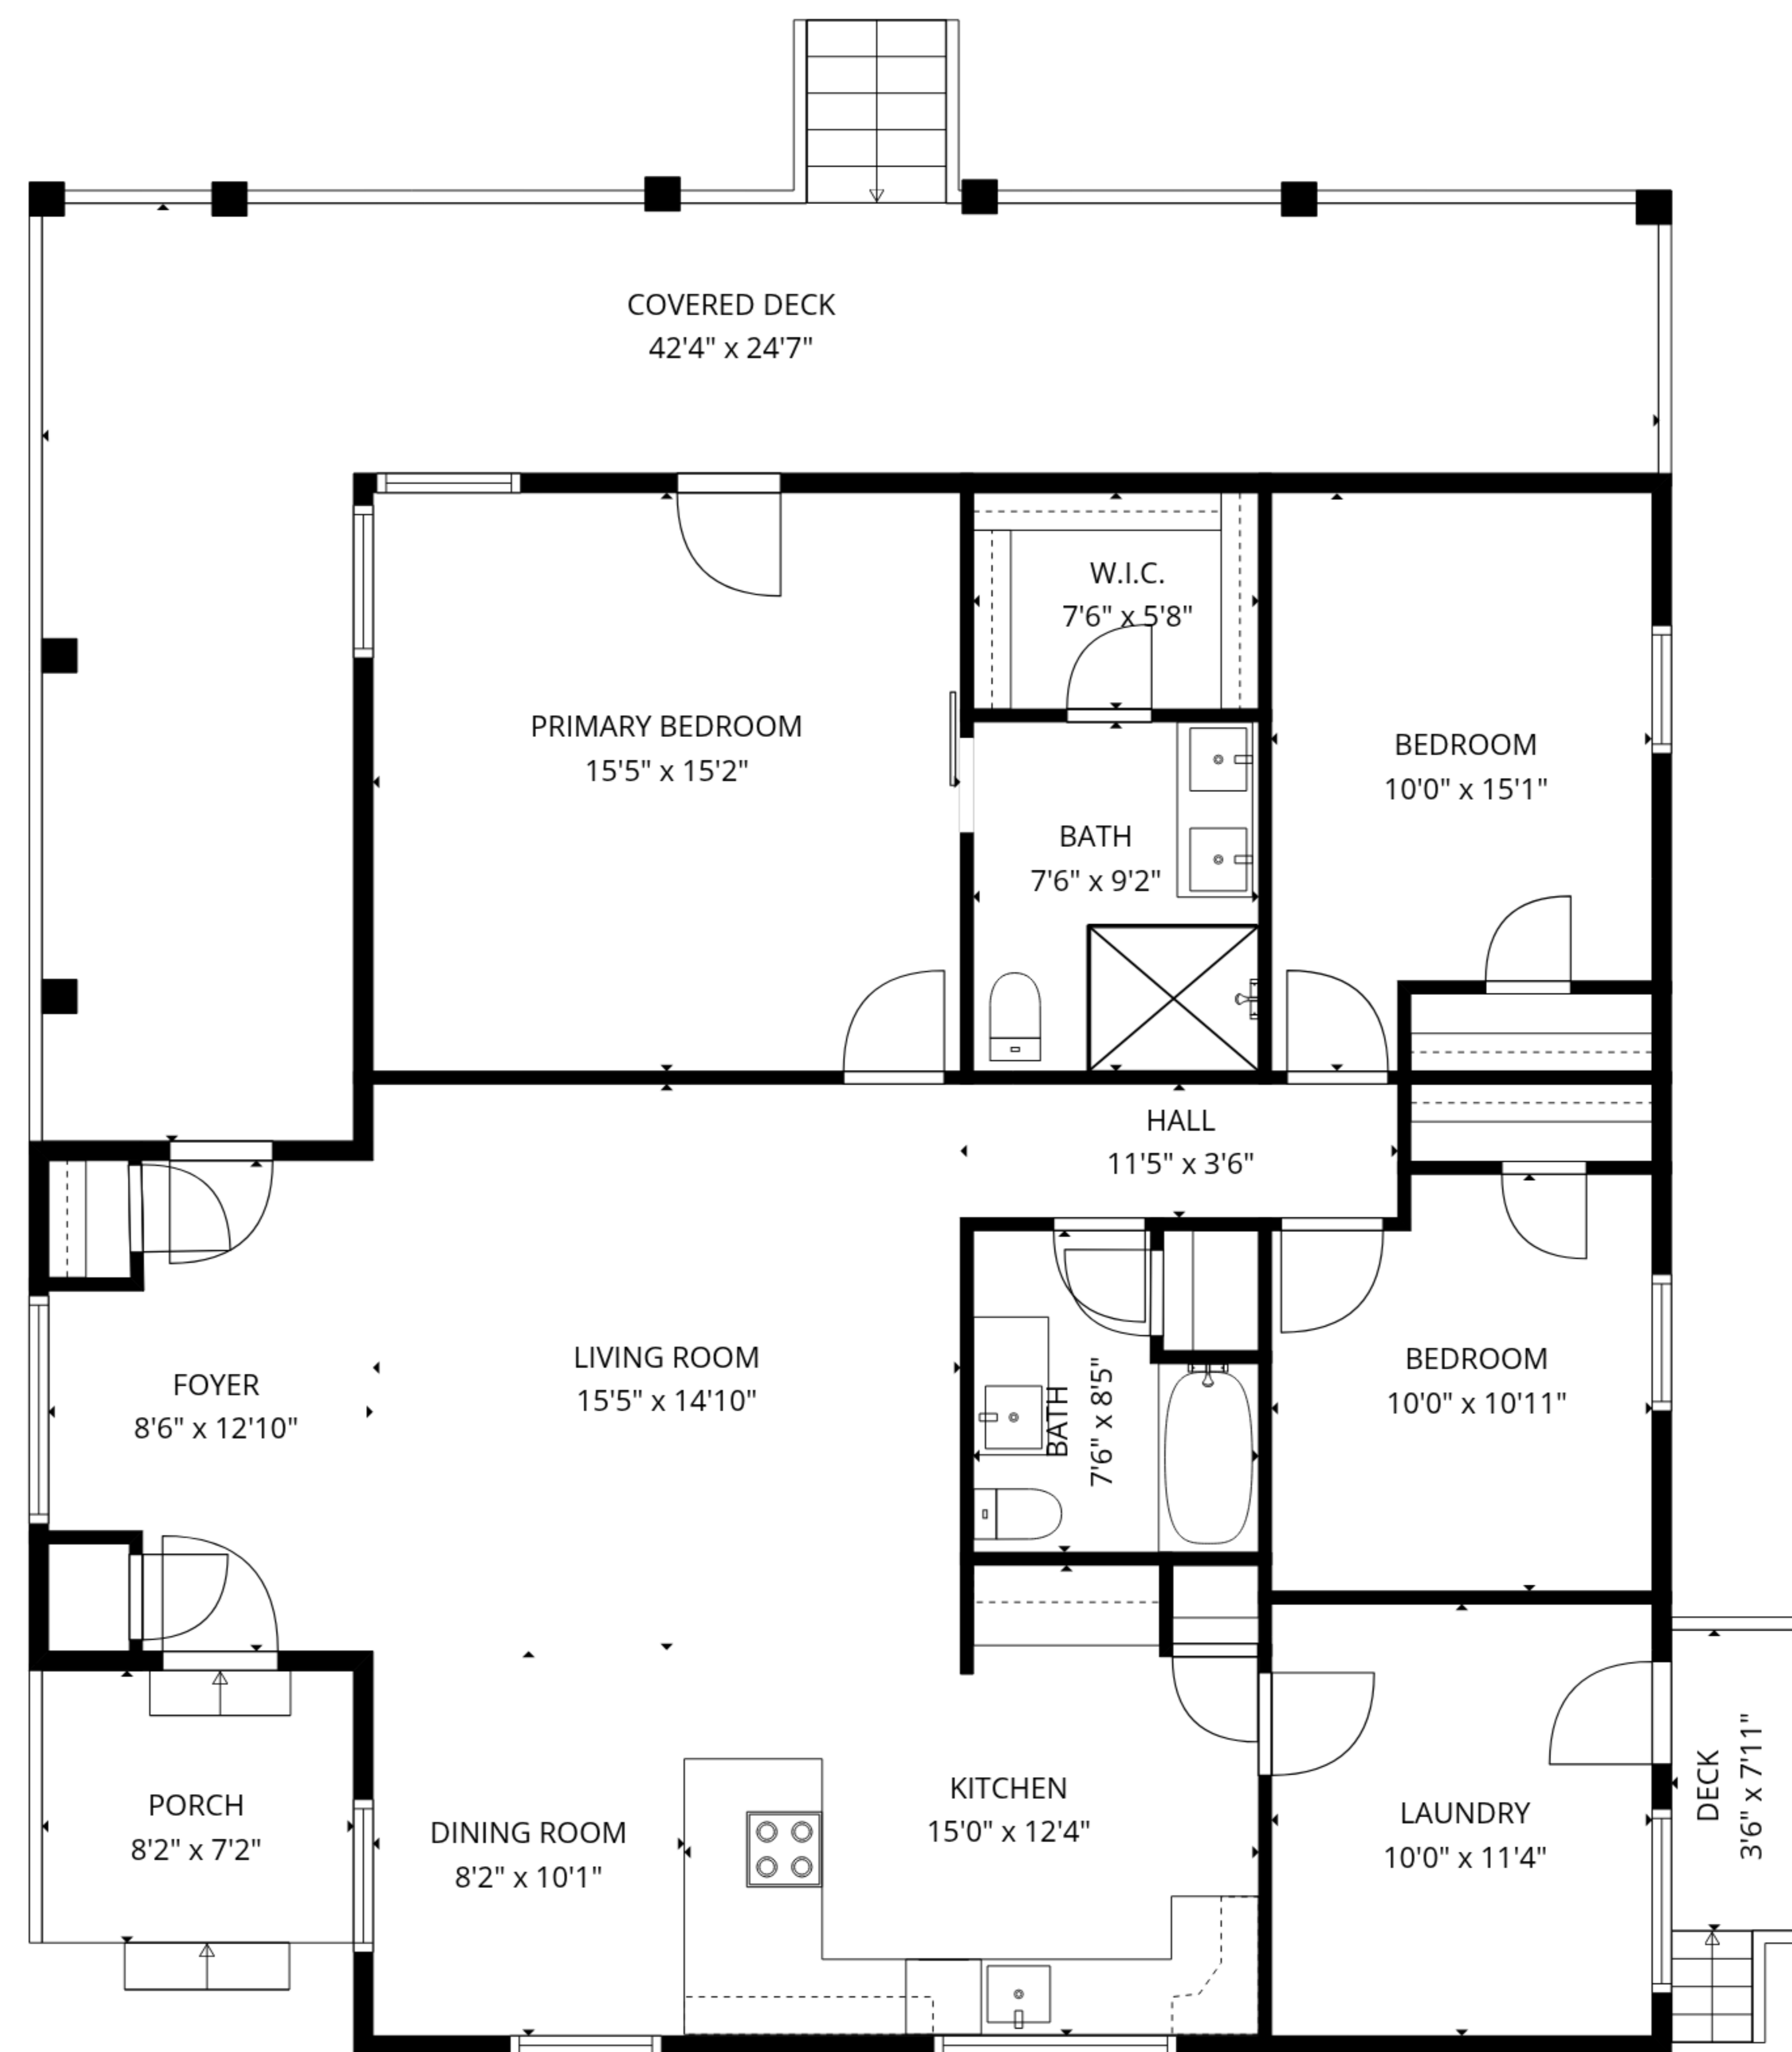 COVERED DECK
42'4" x 24'7"
W.I.C.
7'6" x 5'8"
PRIMARY BEDROOM
15'5" x 15'2"
BEDROOM
10'0" x 15'1"
BATH
7'6" x 9'2"
HALL
11'5" x 3'6"
FOYER
8'6" x 12'10"
LIVING ROOM
15'5" x 14'10"
BATH
7'6" x 8'5"
BEDROOM
10'0" x 10'11"
PORCH
8'2" x 7'2"
DINING ROOM
8'2" x 10'1"
KITCHEN
15'0" x 12'4"
LAUNDRY
10'0" x 11'4"
DECK
3'6" x 7'11"